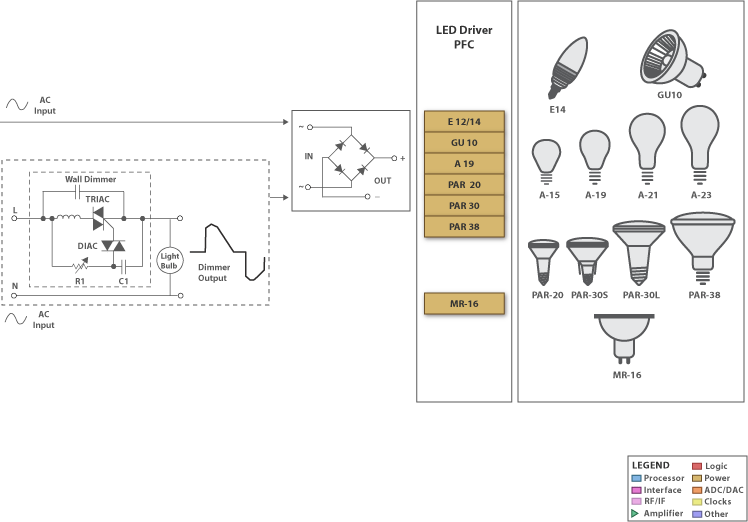 LED Driver
PFC
E14
GU10
AC
Input
E 12/14
GU 10
A 19
PAR 20
PAR 30
PAR 38
~
IN
+
OUT
~
–
A-15
A-19
A-21
A-23
Wall Dimmer
TRIAC
L
DIAC
R1
C1
Light
Bulb
Dimmer
Output
N
AC
Input
PAR-20
PAR-30S
PAR-30L
PAR-38
MR-16
MR-16
LEGEND
Processor
Interface
RF/IF
Amplifier
Logic
Power
ADC/DAC
Clocks
Other